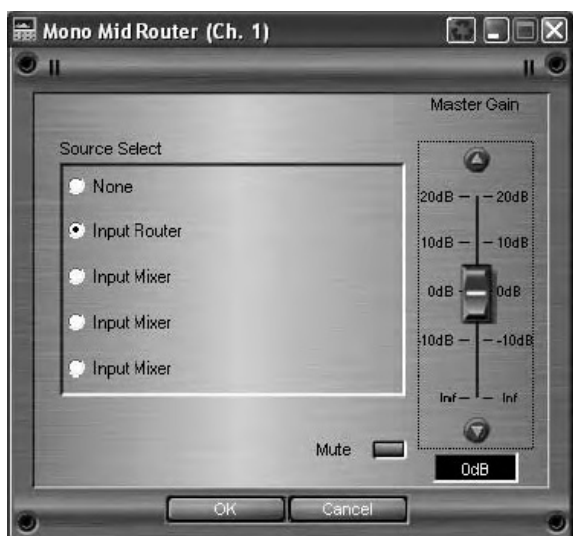 Mono Mid Router (Ch. 1)
Master Gain
Source Select
None
Input Router
Input Mixer
Input Mixer
Input Mixer
20dB 20dB
10dB 10dB
0dB 0dB
-10dB -10dB
Inf Inf
Mute
0dB
OK Cancel